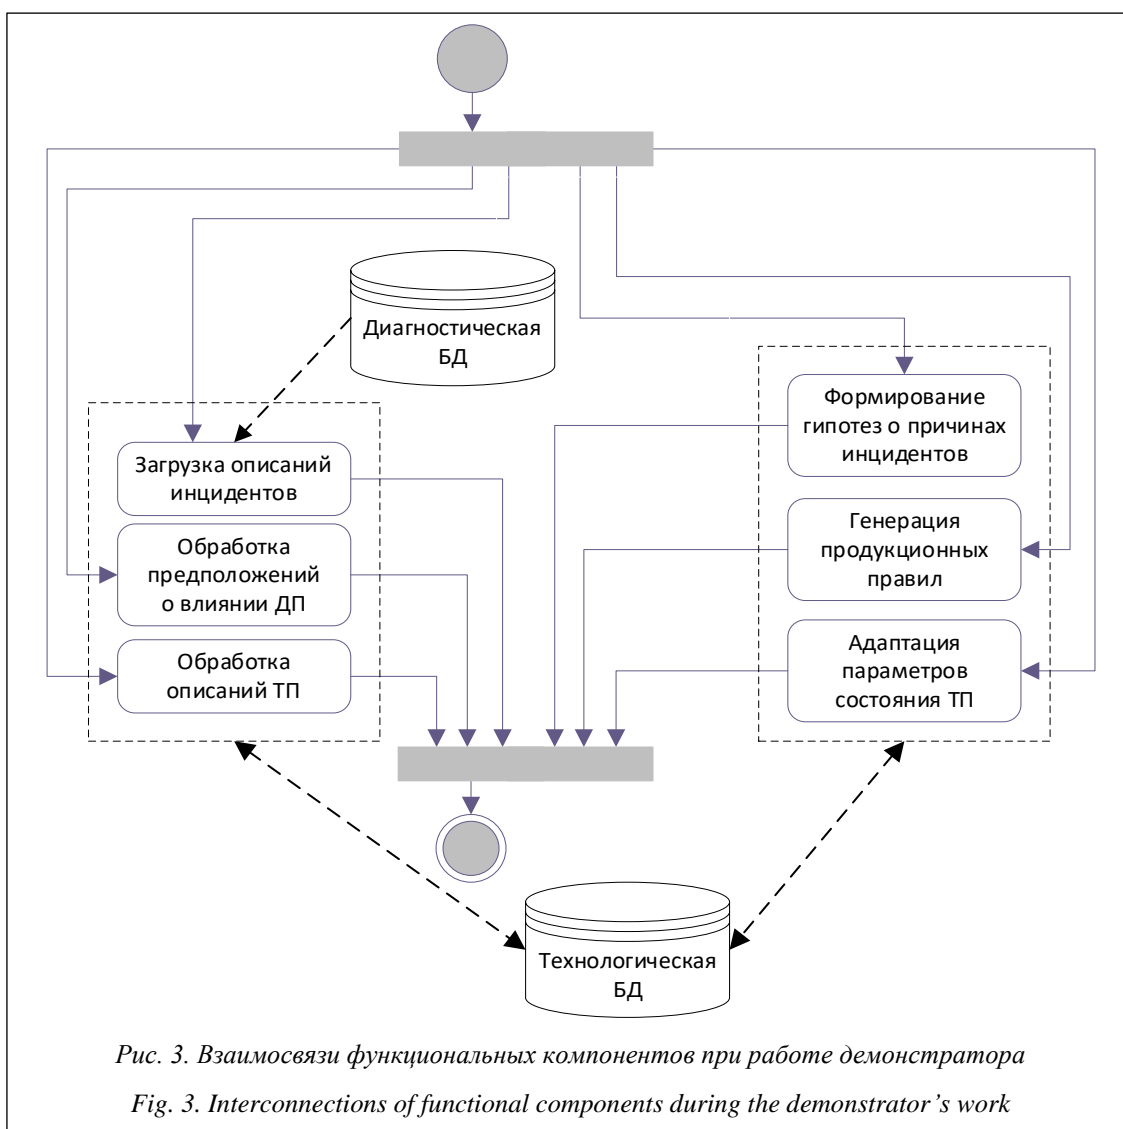 Диагностическая
БД
Загрузка описаний
инцидентов
Обработка
предположений
о влиянии ДП
Обработка
описаний ТП
Формирование
гипотез о причинах
инцидентов
Генерация
продукционных
правил
Адаптация
параметров
состояния ТП
Технологическая
БД
Рис. 3. Взаимосвязи функциональных компонентов при работе демонстратора
Fig. 3. Interconnections of functional components during the demonstrator’s work